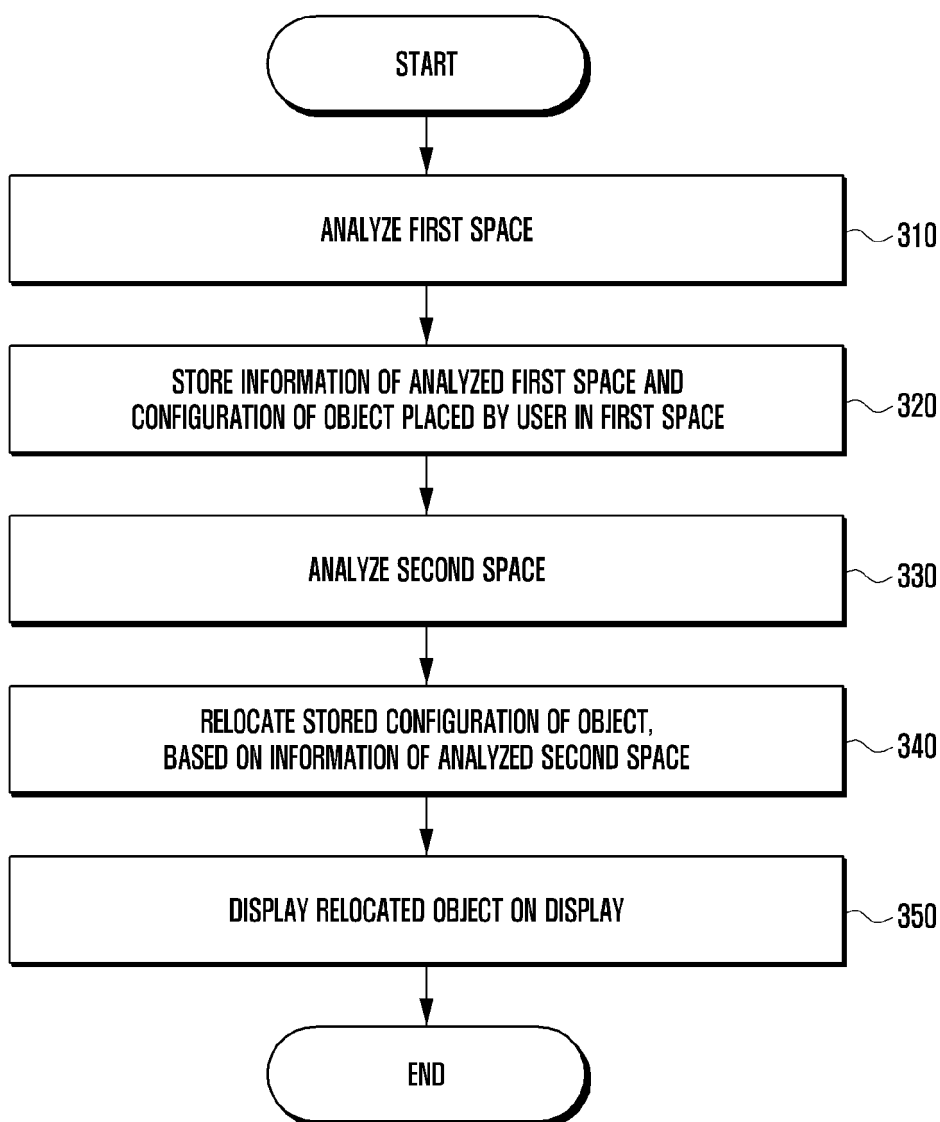 START
ANALYZE FIRST SPACE
310
STORE INFORMATION OF ANALYZED FIRST SPACE AND
CONFIGURATION OF OBJECT PLACED BY USER IN FIRST SPACE
320
ANALYZE SECOND SPACE
330
RELOCATE STORED CONFIGURATION OF OBJECT,
BASED ON INFORMATION OF ANALYZED SECOND SPACE
340
DISPLAY RELOCATED OBJECT ON DISPLAY
350
END